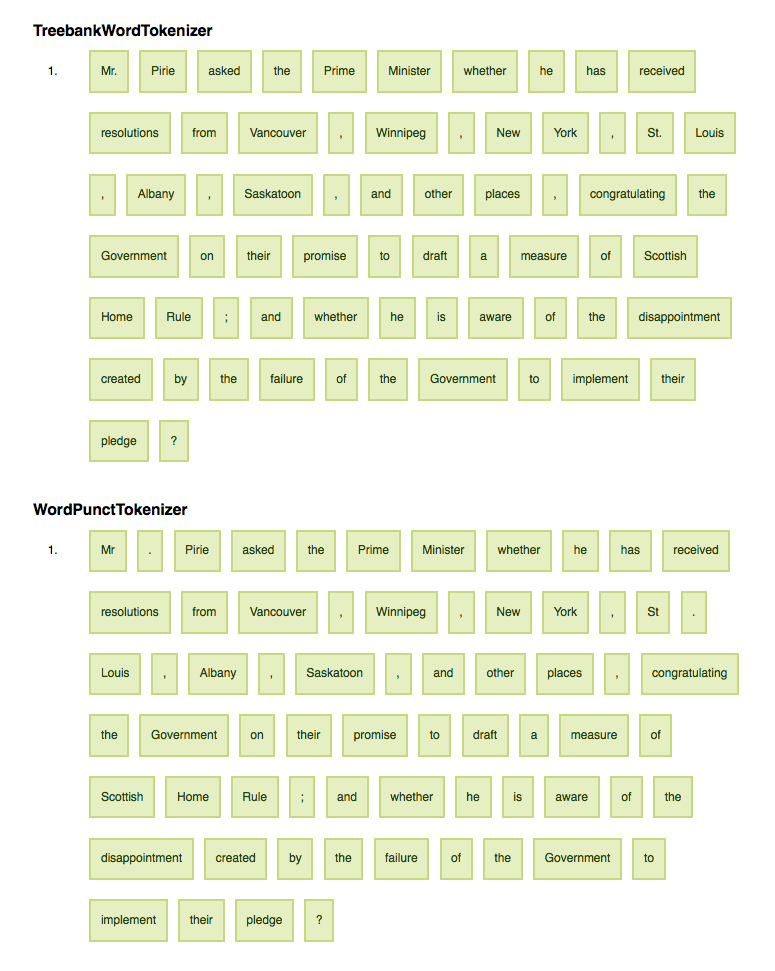 TreebankWordTokenizer
1. Mr. Pirie asked the Prime Minister whether he has received
resolutions from Vancouver , Winnipeg , New York , St. Louis
, Albany , Saskatoon , and other places , congratulating the
Government on their promise to draft a measure of Scottish
Home Rule ; and whether he is aware of the disappointment
created by the failure of the Government to implement their
pledge ?
WordPunctTokenizer
1. Mr . Pirie asked the Prime Minister whether he has received
resolutions from Vancouver , Winnipeg , New York , St .
Louis , Albany , Saskatoon , and other places , congratulating
the Government on their promise to draft a measure of
Scottish Home Rule ; and whether he is aware of the
disappointment created by the failure of the Government to
implement their pledge ?